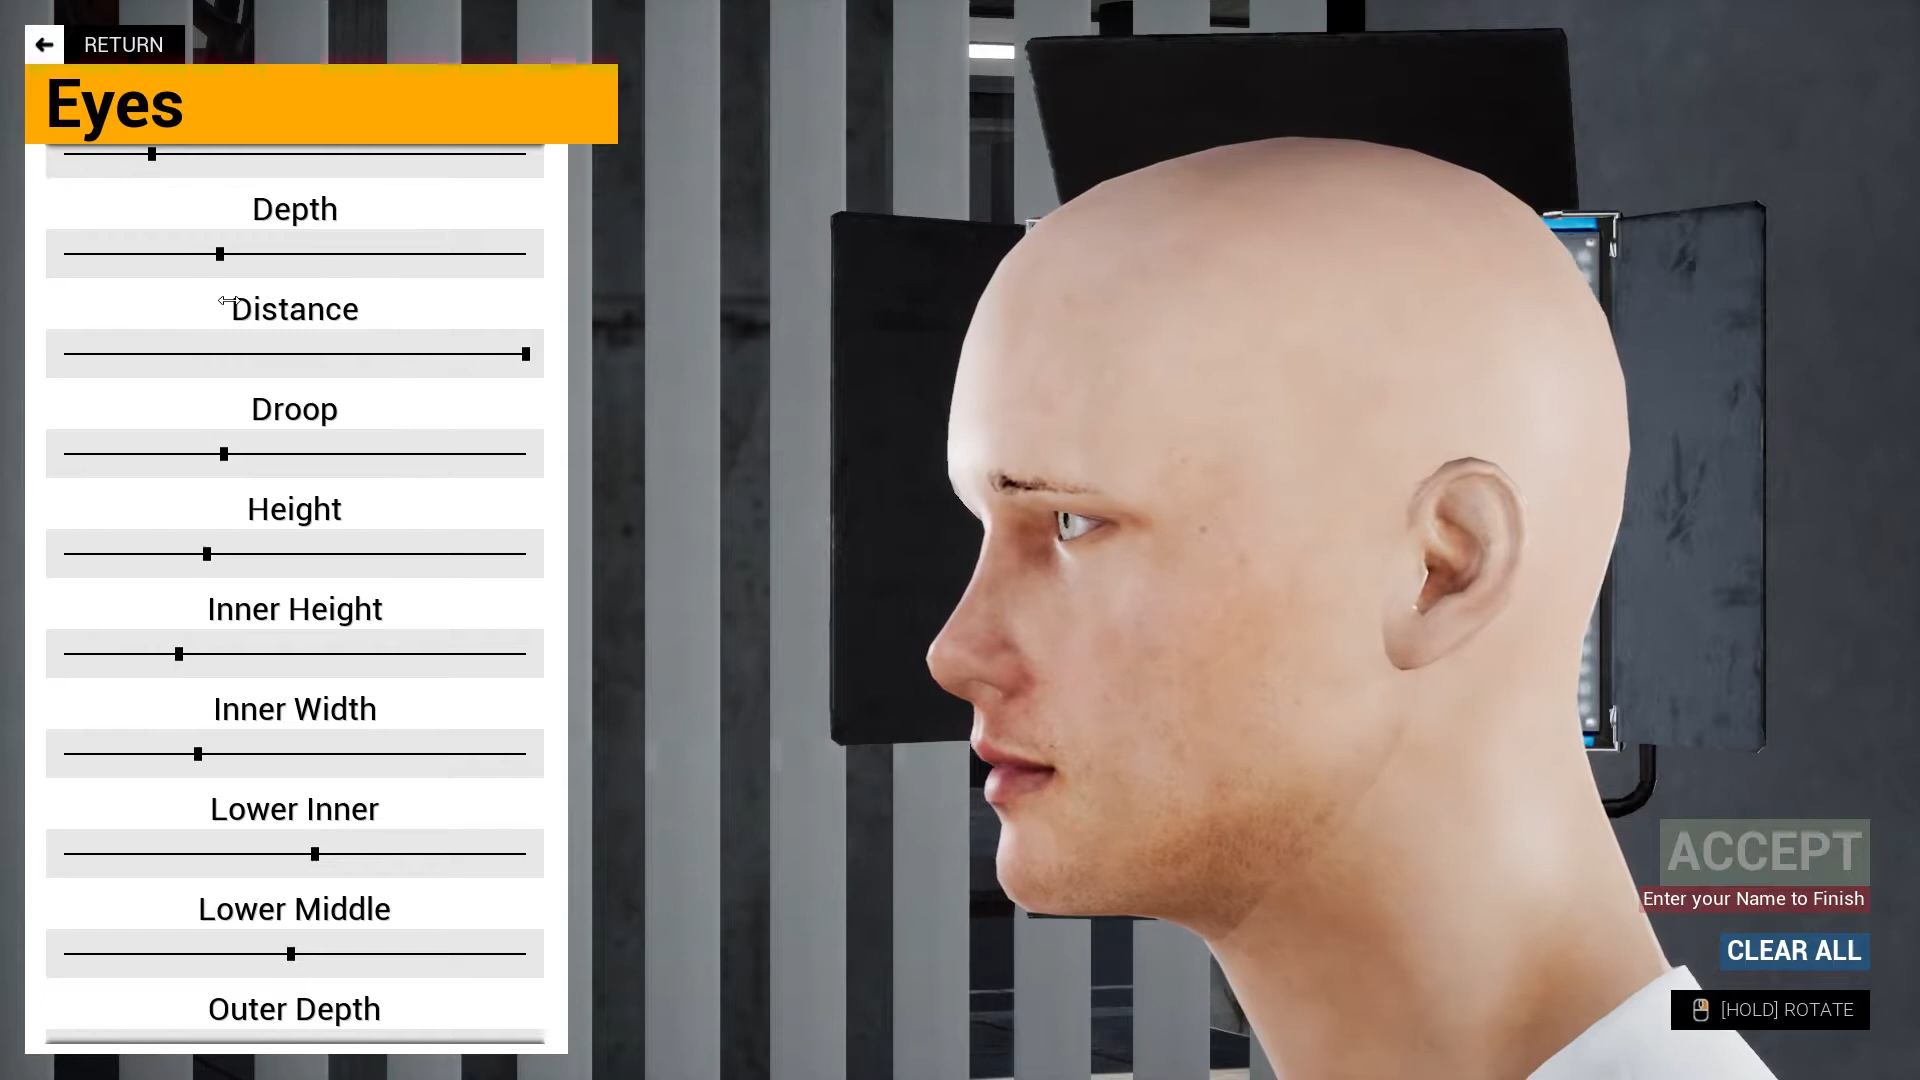 RETURN
Eyes
Depth
Distance
Droop
Height
Inner Height
Inner Width
Lower Inner
Lower Middle
Outer Depth
ACCEPT
Enter your Name to Finish
CLEAR ALL
[HOLD] ROTATE